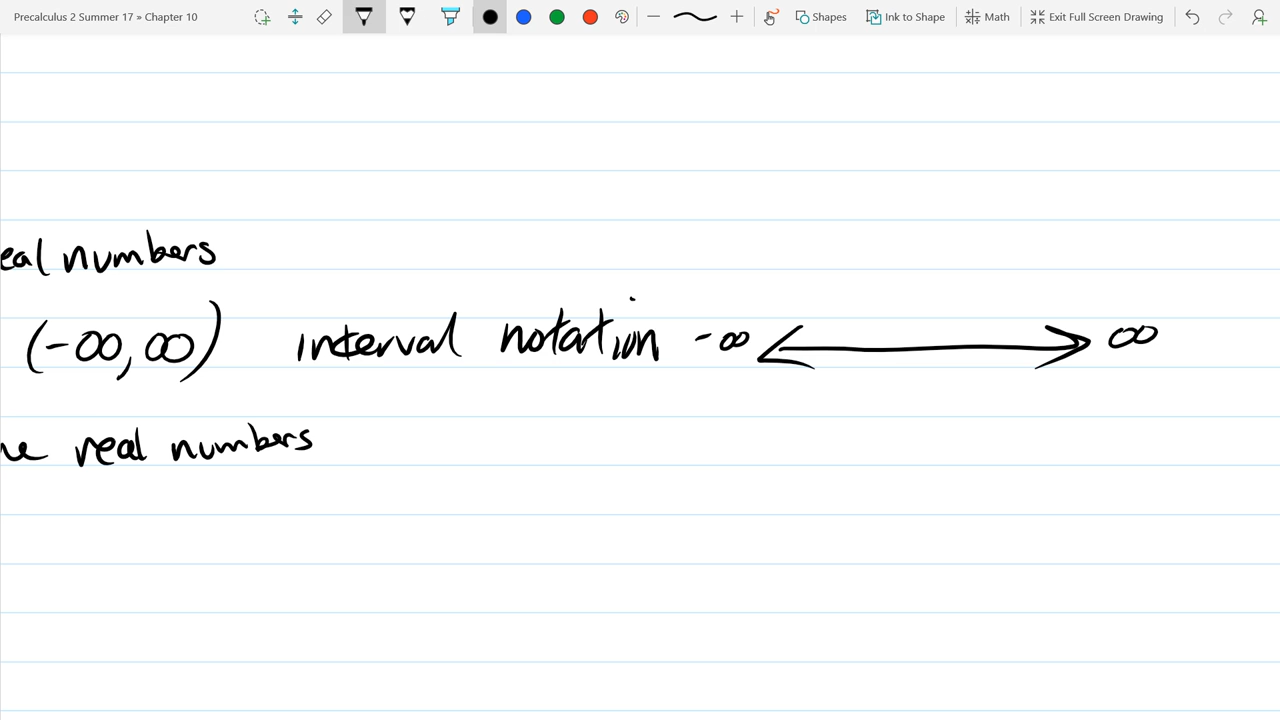 Precalculus 2 Summer 17 » Chapter 10 Shapes Ink to Shape Math Exit Full Screen Drawing
eal numbers
(-∞,∞) interval notation -∞ ∞
real numbers